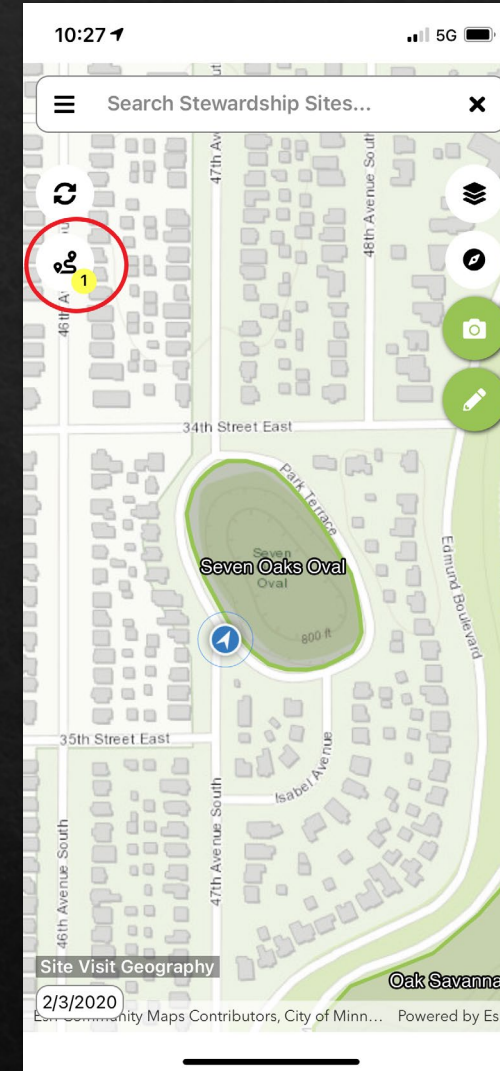 10:27
5G
Search Stewardship Sites...
47th Av
48th Avenue South
1
46th A
34th Street East
Park Terrace
Seven
Oval
Seven Oaks Oval
800 ft
Edmund Boulevard
35th Street East
Isabel Avenue
46th Avenue South
47th Avenue South
Site Visit Geography
2/3/2020
Oak Savanna
Esri Community Maps Contributors, City of Minn...
Powered by Es